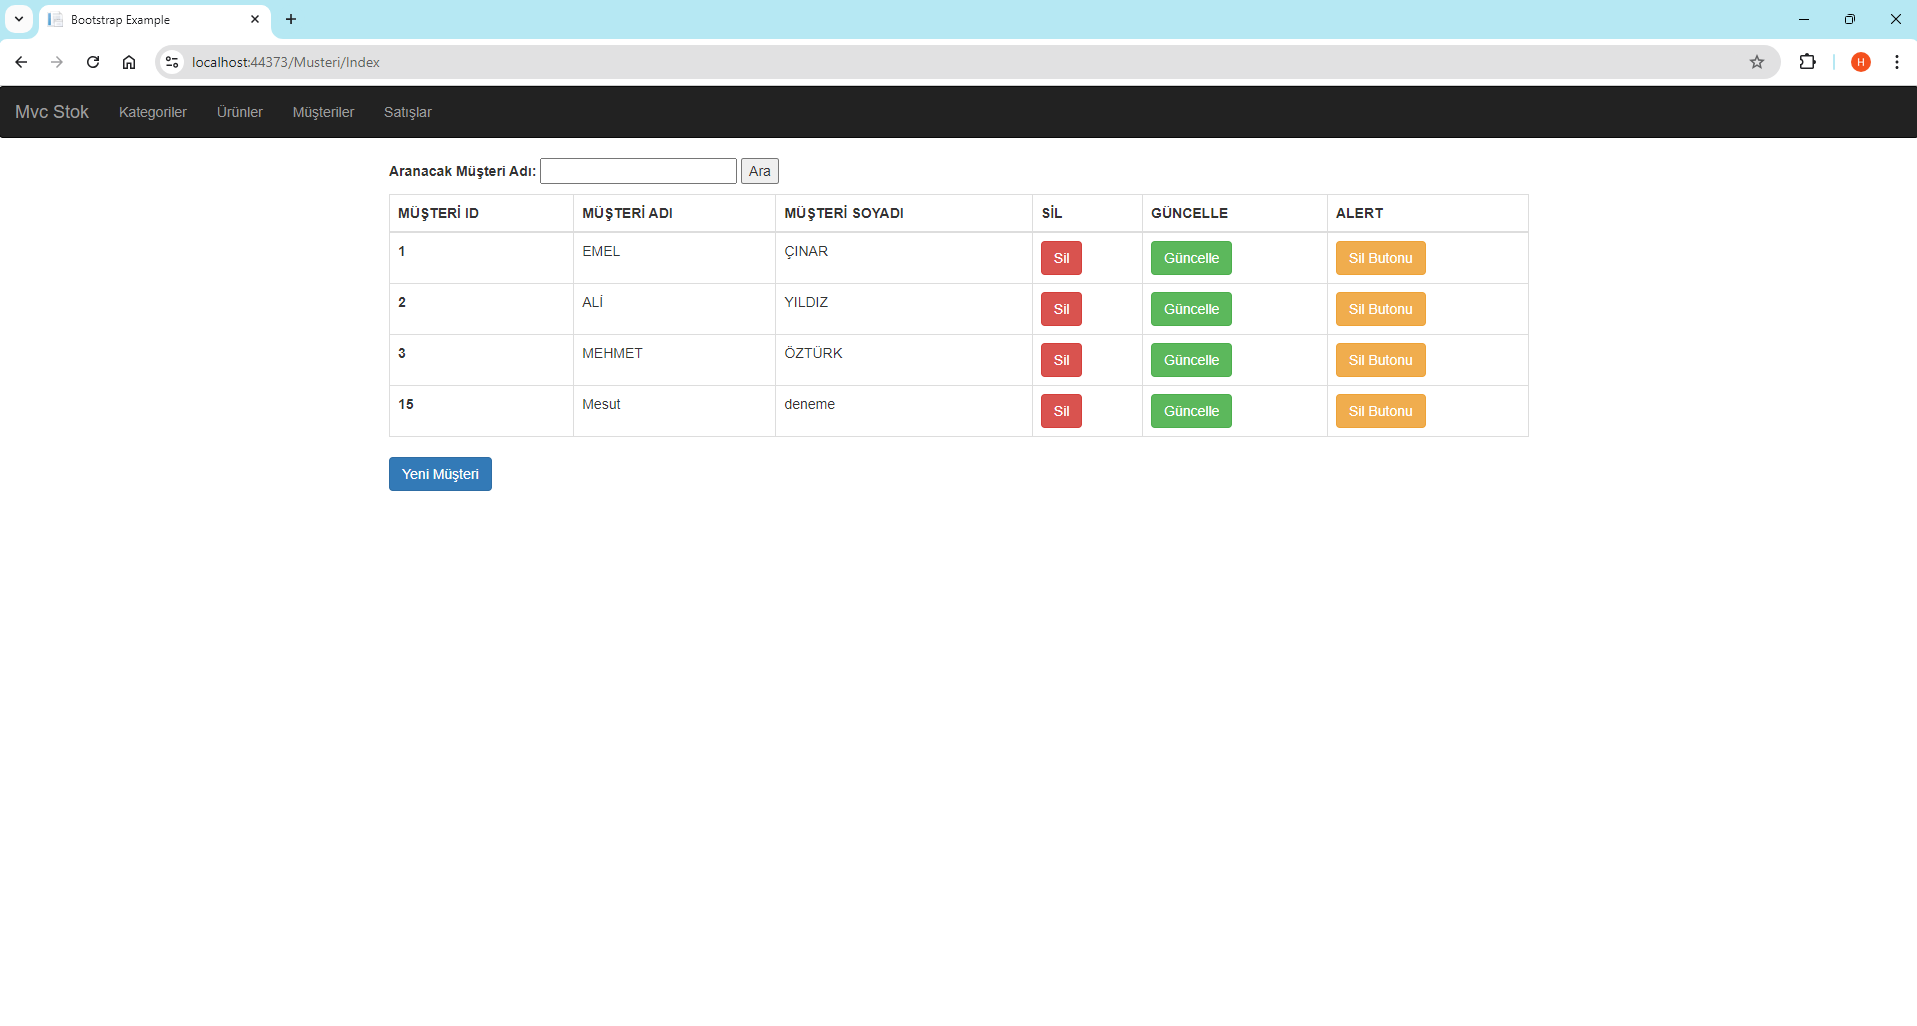 Bootstrap Example
localhost:44373/Musteri/Index
H
Mvc Stok Kategoriler Ürünler Müşteriler Satışlar
Aranacak Müşteri Adı: Ara
MÜŞTERİ ID MÜŞTERİ ADI MÜŞTERİ SOYADI SİL GÜNCELLE ALERT
1 EMEL ÇINAR Sil Güncelle Sil Butonu
2 ALİ YILDIZ Sil Güncelle Sil Butonu
3 MEHMET ÖZTÜRK Sil Güncelle Sil Butonu
15 Mesut deneme Sil Güncelle Sil Butonu
Yeni Müşteri